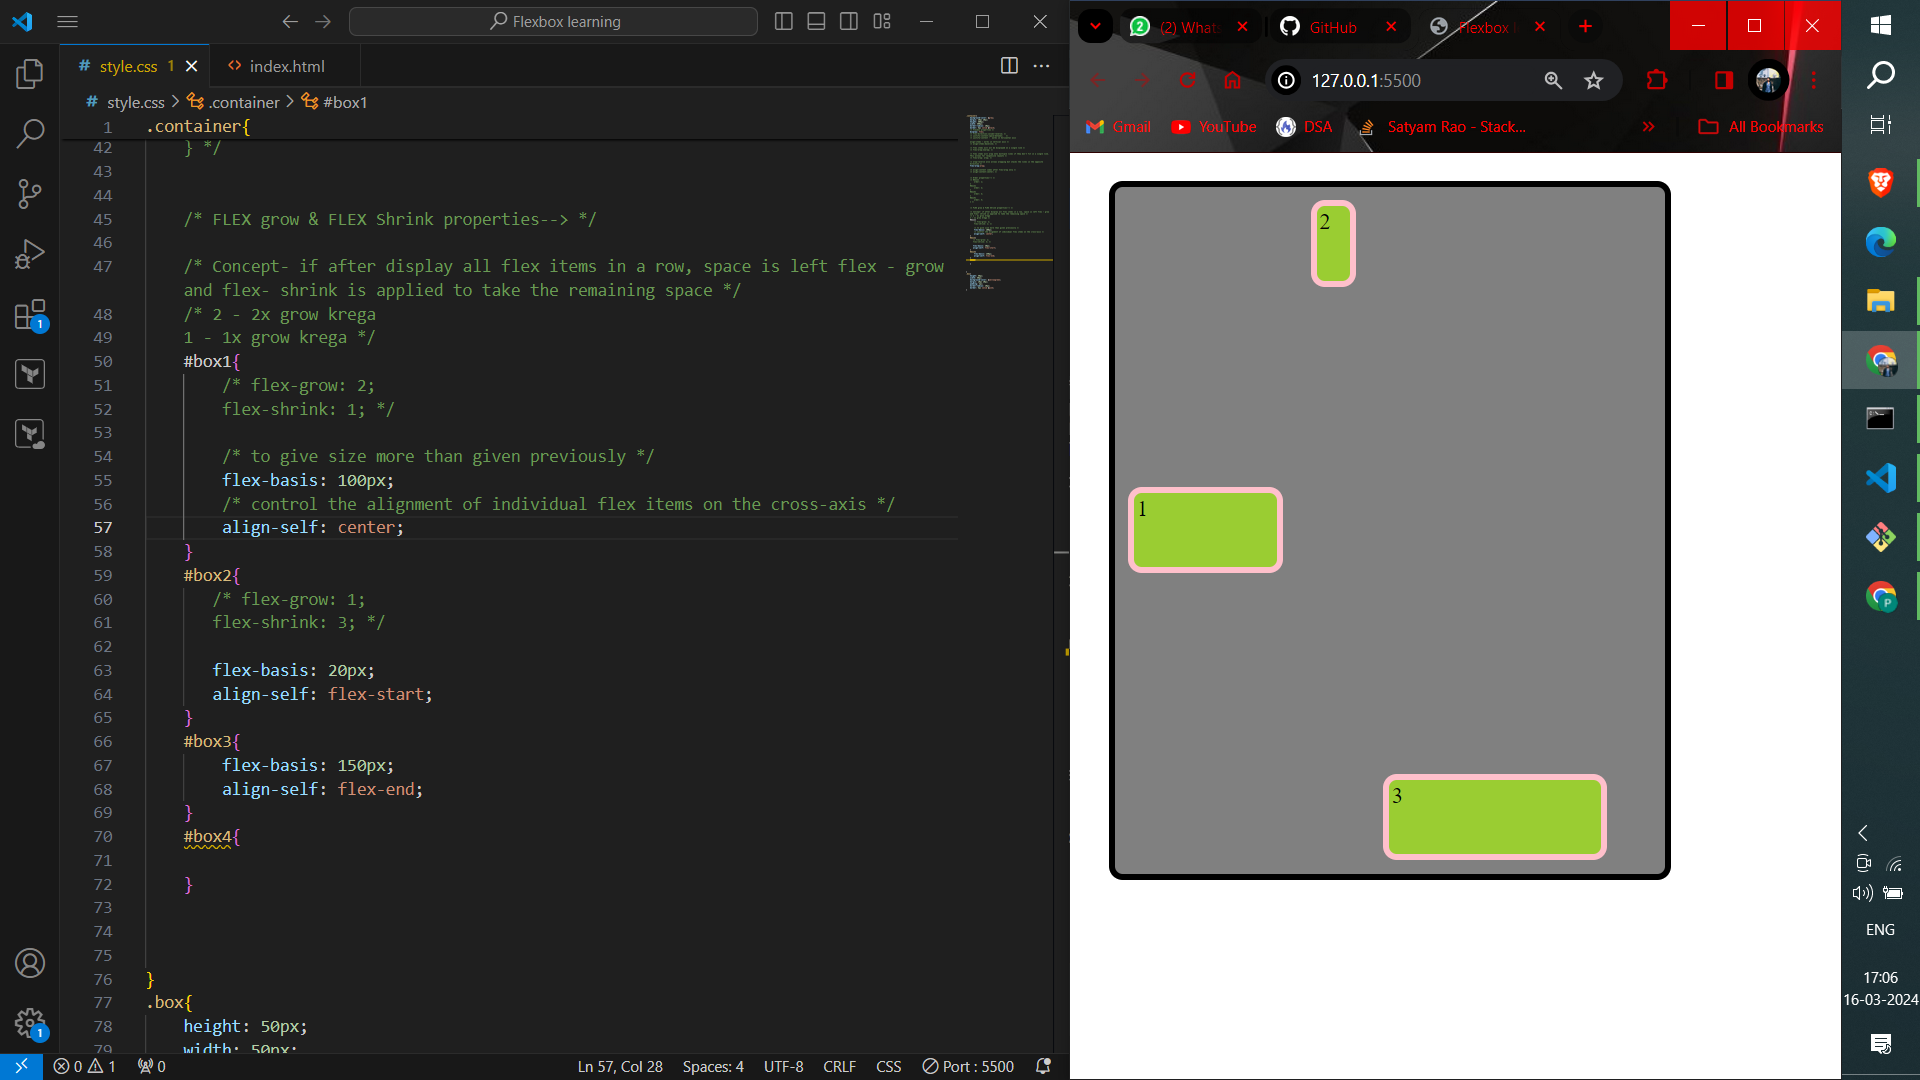 Flexbox learning
# style.css 1
<> index.html
# style.css > .container > #box1
1 .container{
42 } */
43
44
45 /* FLEX grow & FLEX Shrink properties--> */
46
47 /* Concept- if after display all flex items in a row, space is left flex - grow
and flex- shrink is applied to take the remaining space */
48 /* 2 - 2x grow krega
49 1 - 1x grow krega */
50 #box1{
51 /* flex-grow: 2;
52 flex-shrink: 1; */
53
54 /* to give size more than given previously */
55 flex-basis: 100px;
56 /* control the alignment of individual flex items on the cross-axis */
57 align-self: center;
58 }
59 #box2{
60 /* flex-grow: 1;
61 flex-shrink: 3; */
62
63 flex-basis: 20px;
64 align-self: flex-start;
65 }
66 #box3{
67 flex-basis: 150px;
68 align-self: flex-end;
69 }
70 #box4{
71
72 }
73
74
75
76 }
77 .box{
78 height: 50px;
79 width: 50px;
1
1
0 1 0
Ln 57, Col 28 Spaces: 4 UTF-8 CRLF CSS Port : 5500
2 (2) What
GitHub
Flexbox
127.0.0.1:5500
Gmail YouTube DSA Satyam Rao - Stack... » All Bookmarks
2
1
3
P
ENG
17:06
16-03-2024